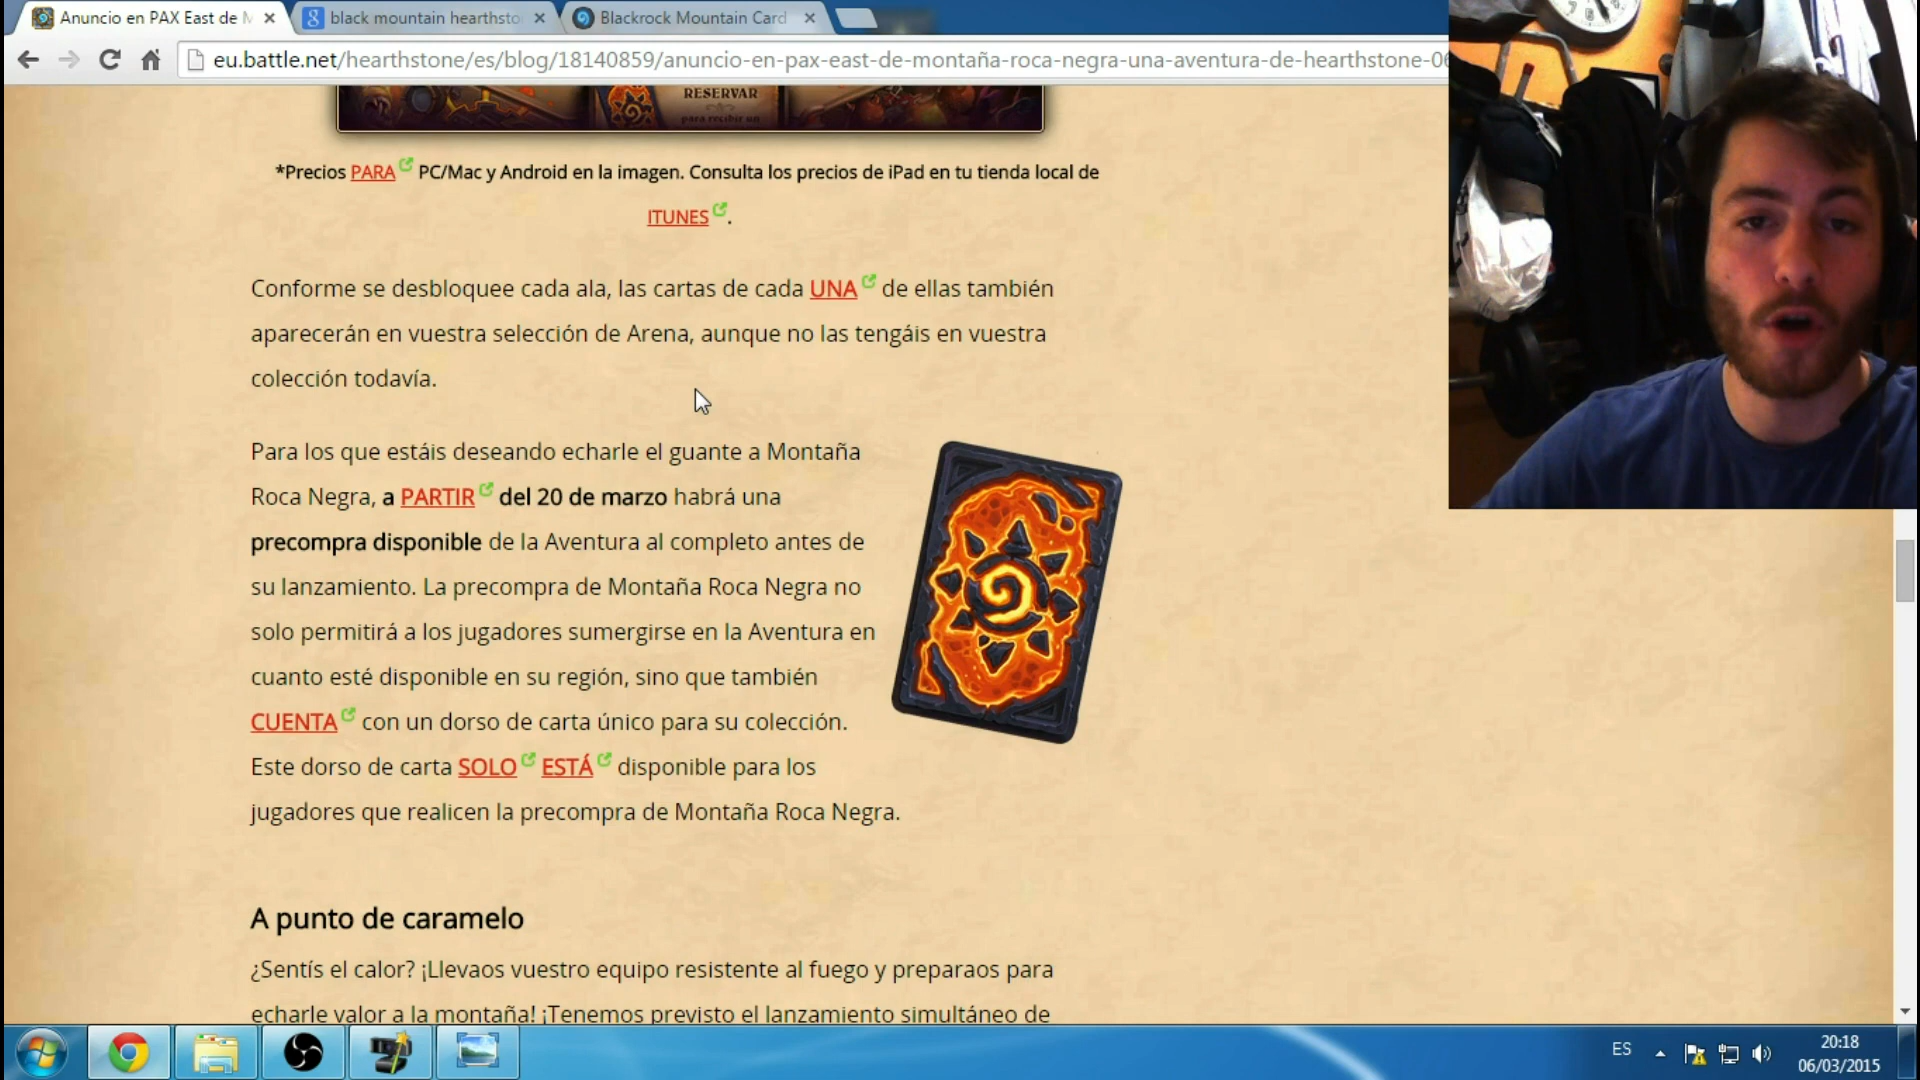 Anuncio en PAX East de M
black mountain hearthsto
Blackrock Mountain Card
eu.battle.net/hearthstone/es/blog/18140859/anuncio-en-pax-east-de-montaña-roca-negra-una-aventura-de-hearthstone-06
RESERVAR
para recibir un
*Precios PARA PC/Mac y Android en la imagen. Consulta los precios de iPad en tu tienda local de
ITUNES .
Conforme se desbloquee cada ala, las cartas de cada UNA de ellas también
aparecerán en vuestra selección de Arena, aunque no las tengáis en vuestra
colección todavía.
Para los que estáis deseando echarle el guante a Montaña
Roca Negra, a PARTIR del 20 de marzo habrá una
precompra disponible de la Aventura al completo antes de
su lanzamiento. La precompra de Montaña Roca Negra no
solo permitirá a los jugadores sumergirse en la Aventura en
cuanto esté disponible en su región, sino que también
CUENTA con un dorso de carta único para su colección.
Este dorso de carta SOLO ESTÁ disponible para los
jugadores que realicen la precompra de Montaña Roca Negra.
A punto de caramelo
¿Sentís el calor? ¡Llevaos vuestro equipo resistente al fuego y preparaos para
echarle valor a la montaña! ¡Tenemos previsto el lanzamiento simultáneo de
ES
20:18
06/03/2015